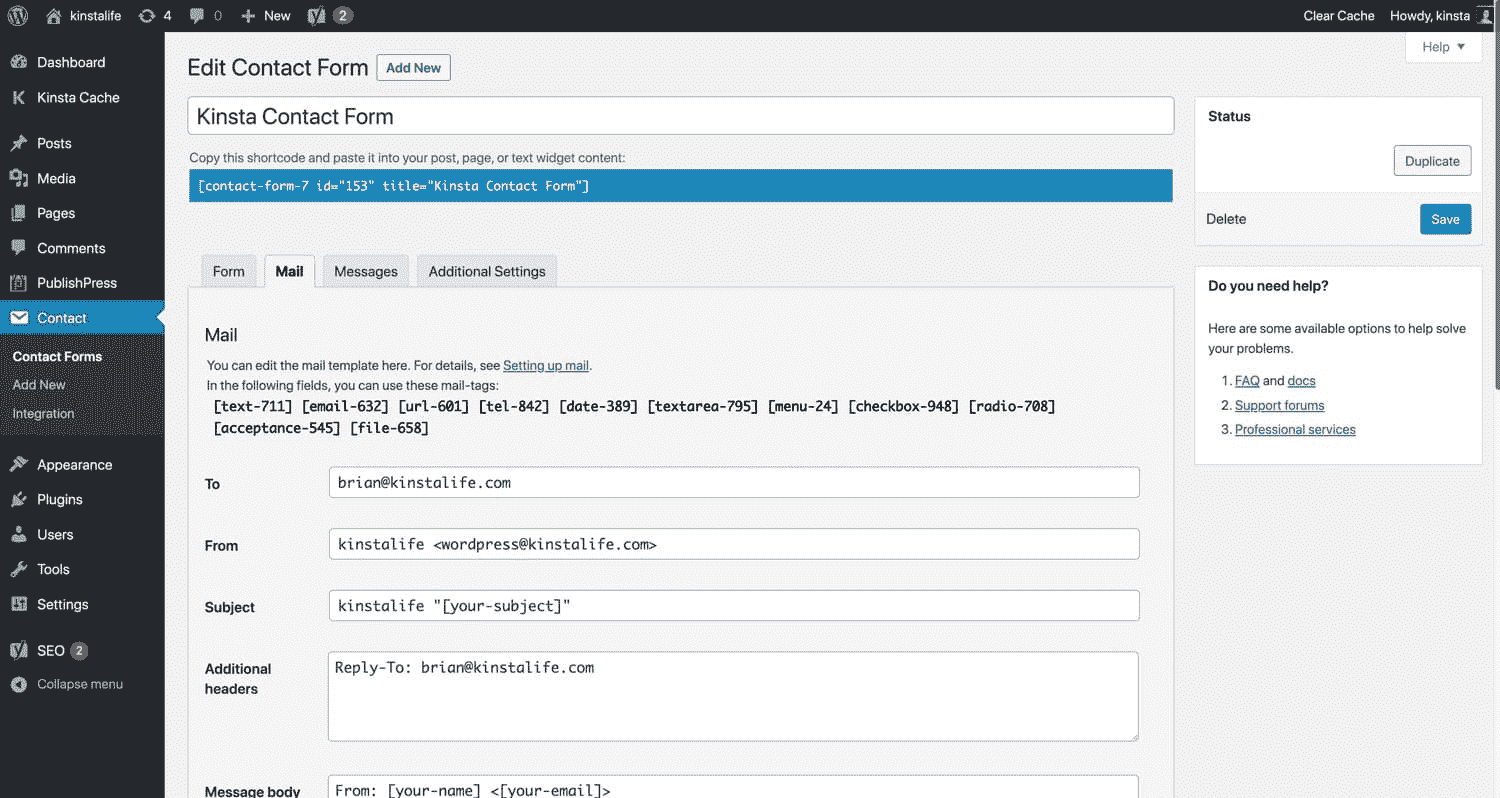 kinstalife 4 0 New 2 Clear Cache Howdy, kinsta
Help
Dashboard
Kinsta Cache
Posts
Media
Pages
Comments
PublishPress
Contact
Contact Forms
Add New
Integration
Appearance
Plugins
Users
Tools
Settings
SEO 2
Collapse menu
Edit Contact Form Add New
Kinsta Contact Form
Copy this shortcode and paste it into your post, page, or text widget content:
[contact-form-7 id="153" title="Kinsta Contact Form"]
Form Mail Messages Additional Settings
Mail
You can edit the mail template here. For details, see Setting up mail.
In the following fields, you can use these mail-tags:
[text-711] [email-632] [url-601] [tel-842] [date-389] [textarea-795] [menu-24] [checkbox-948] [radio-708]
[acceptance-545] [file-658]
To brian@kinstalife.com
From kinstalife <wordpress@kinstalife.com>
Subject kinstalife "[your-subject]"
Additional headers Reply-To: brian@kinstalife.com
Message body From: [your-name] <[your-email]>
Status
Duplicate
Delete Save
Do you need help?
Here are some available options to help solve
your problems.
1. FAQ and docs
2. Support forums
3. Professional services